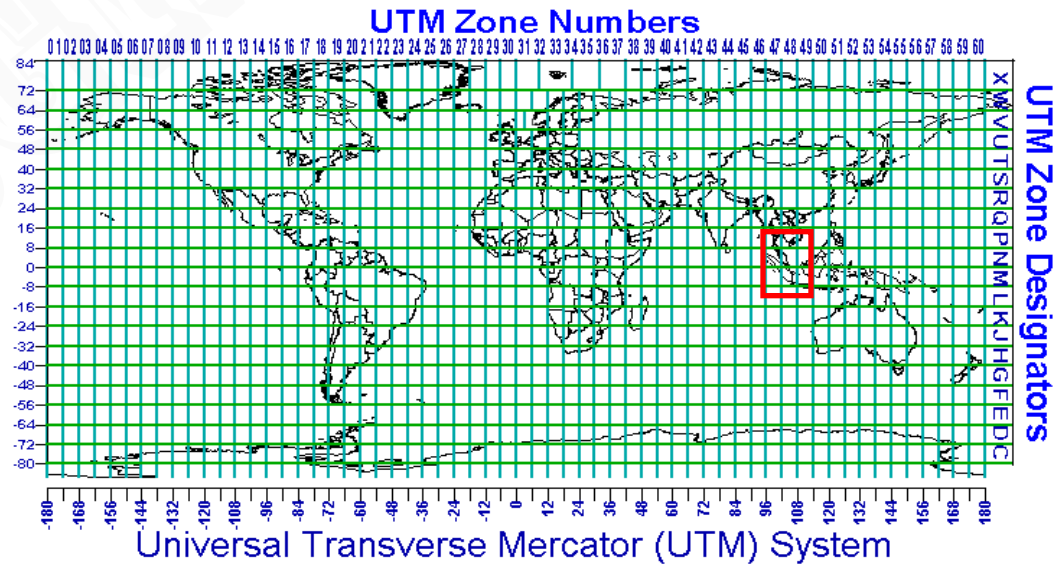 UTM Zone Numbers
01 02 03 04 05 06 07 08 09 10 11 12 13 14 15 16 17 18 19 20 21 22 23 24 25 26 27 28 29 30 31 32 33 34 35 36 37 38 39 40 41 42 43 44 45 46 47 48 49 50 51 52 53 54 55 56 57 58 59 60
84
72
64
56
48
40
32
24
16
8
0
-8
-16
-24
-32
-40
-48
-56
-64
-72
-80
X
W
V
U
T
S
R
Q
P
N
M
L
K
J
H
G
F
E
D
C
UTM Zone Designators
-180 -168 -156 -144 -132 -120 -108 -96 -84 -72 -60 -48 -36 -24 -12 0 12 24 36 48 60 72 84 96 108 120 132 144 156 168 180
Universal Transverse Mercator (UTM) System